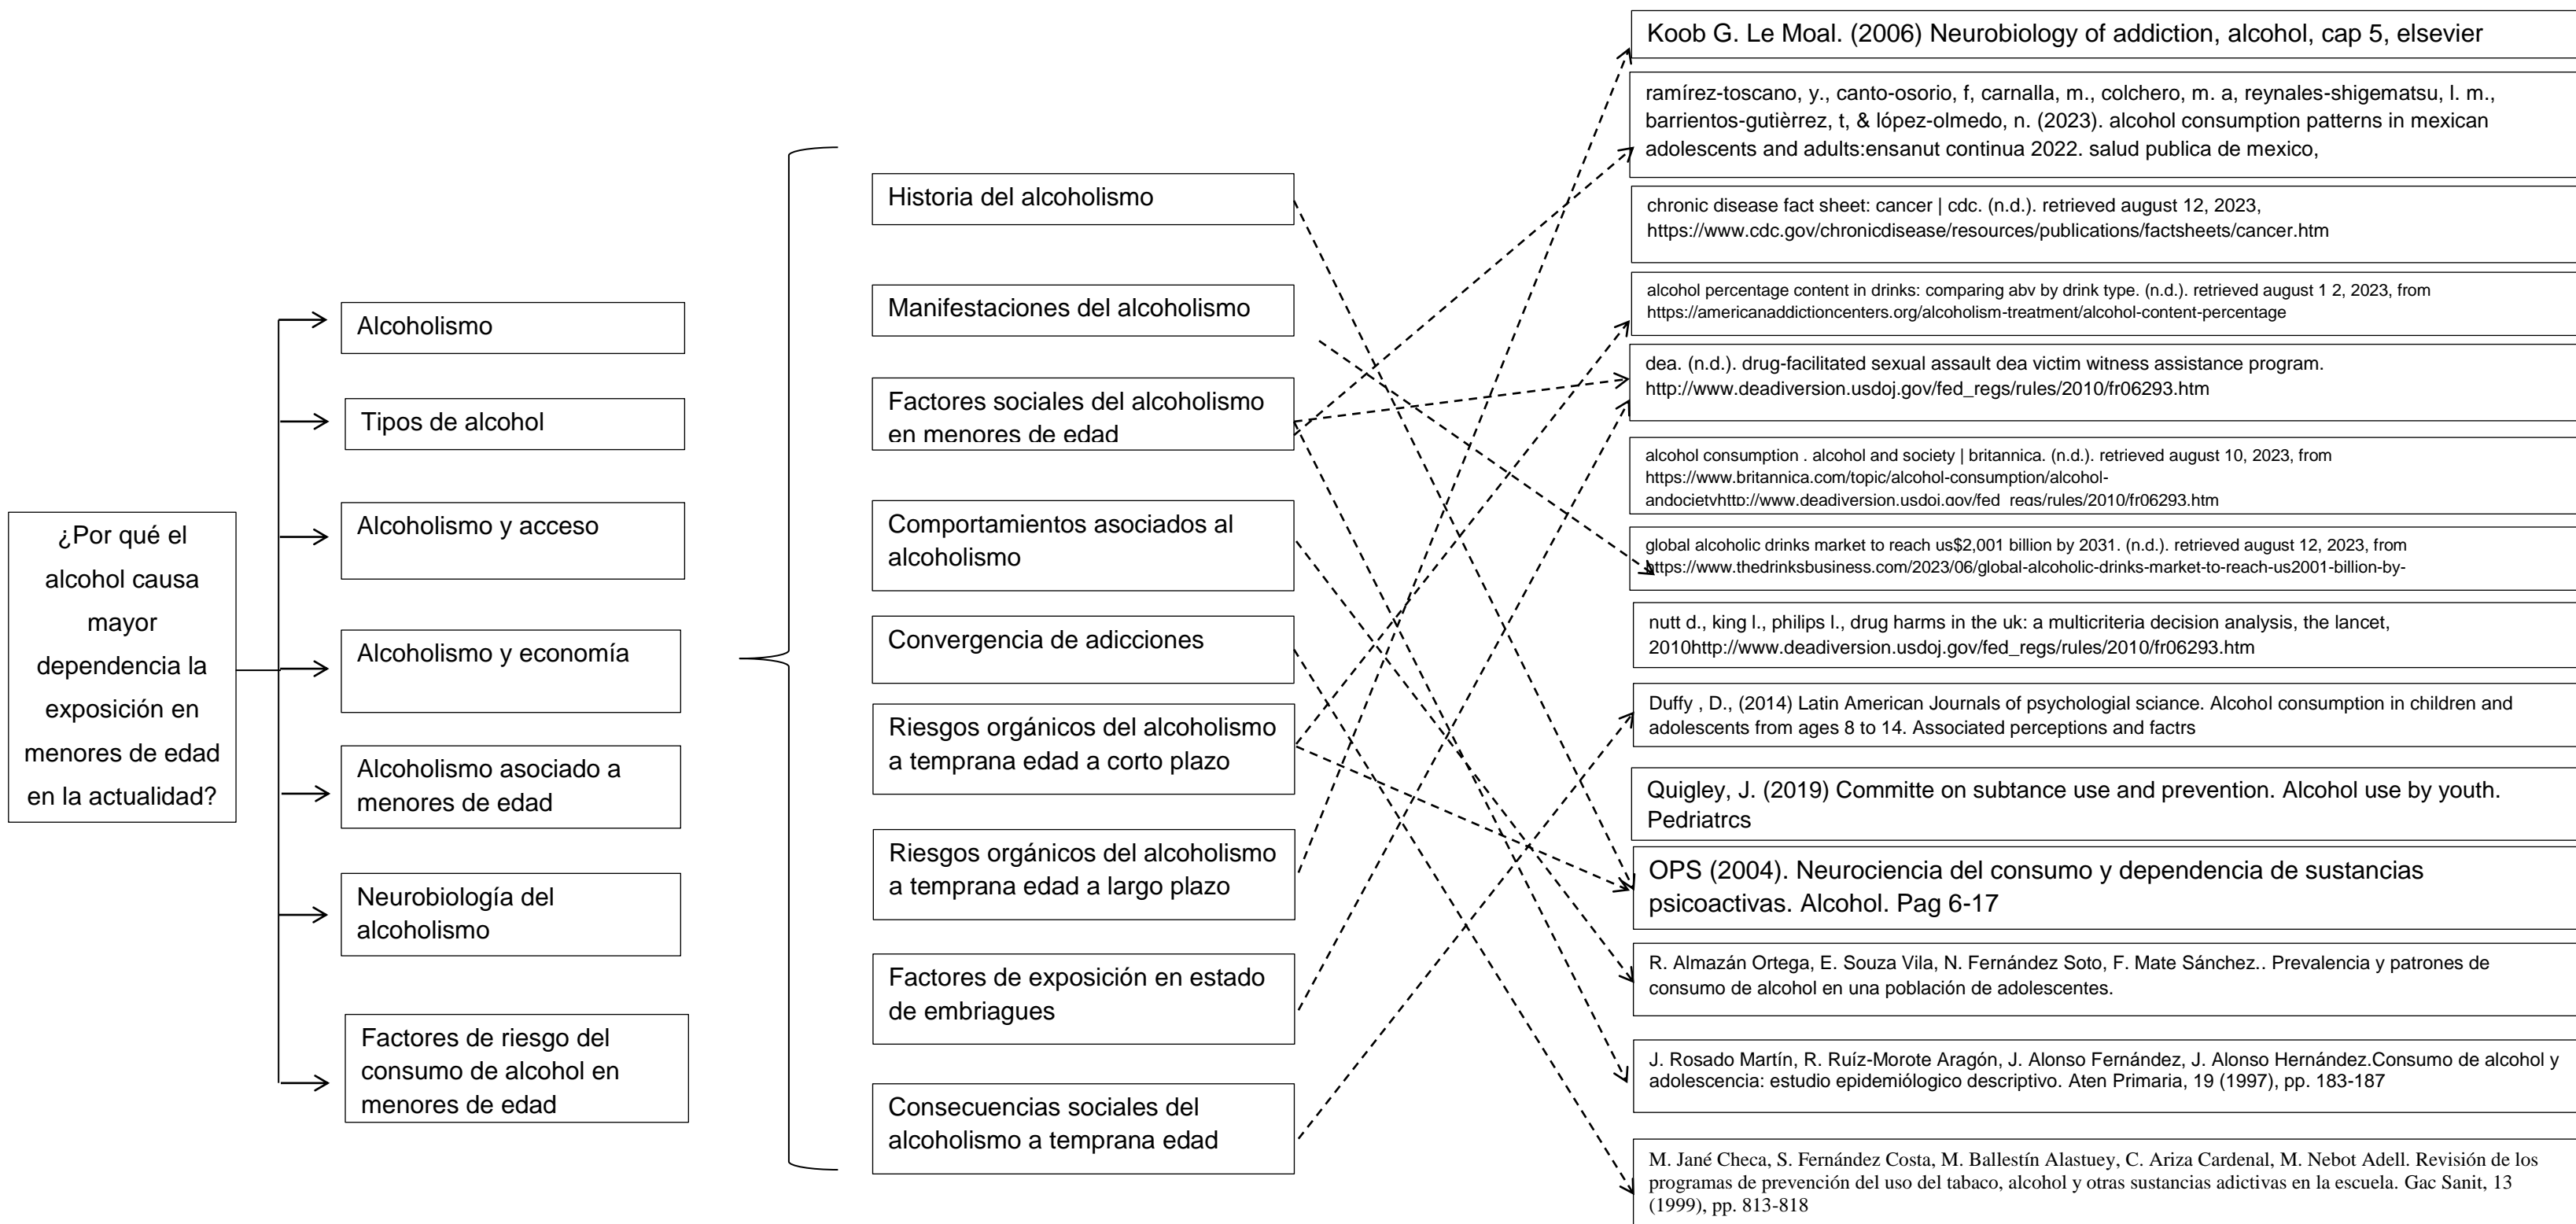 ¿Por qué el
alcohol causa
mayor
dependencia la
exposición en
menores de edad
en la actualidad?
Alcoholismo
Tipos de alcohol
Alcoholismo y acceso
Alcoholismo y economía
Alcoholismo asociado a
menores de edad
Neurobiología del
alcoholismo
Factores de riesgo del
consumo de alcohol en
menores de edad
Historia del alcoholismo
Manifestaciones del alcoholismo
Factores sociales del alcoholismo
en menores de edad
Comportamientos asociados al
alcoholismo
Convergencia de adicciones
Riesgos orgánicos del alcoholismo
a temprana edad a corto plazo
Riesgos orgánicos del alcoholismo
a temprana edad a largo plazo
Factores de exposición en estado
de embriagues
Consecuencias sociales del
alcoholismo a temprana edad
Koob G. Le Moal. (2006) Neurobiology of addiction, alcohol, cap 5, elsevier
ramírez-toscano, y., canto-osorio, f, carnalla, m., colchero, m. a, reynales-shigematsu, l. m.,
barrientos-gutièrrez, t, & lópez-olmedo, n. (2023). alcohol consumption patterns in mexican
adolescents and adults:ensanut continua 2022. salud publica de mexico,
chronic disease fact sheet: cancer | cdc. (n.d.). retrieved august 12, 2023,
https://www.cdc.gov/chronicdisease/resources/publications/factsheets/cancer.htm
alcohol percentage content in drinks: comparing abv by drink type. (n.d.). retrieved august 1 2, 2023, from
https://americanaddictioncenters.org/alcoholism-treatment/alcohol-content-percentage
dea. (n.d.). drug-facilitated sexual assault dea victim witness assistance program.
http://www.deadiversion.usdoj.gov/fed_regs/rules/2010/fr06293.htm
alcohol consumption . alcohol and society | britannica. (n.d.). retrieved august 10, 2023, from
https://www.britannica.com/topic/alcohol-consumption/alcohol-
andocietyhttp://www.deadiversion.usdoj.gov/fed_regs/rules/2010/fr06293.htm
global alcoholic drinks market to reach us$2,001 billion by 2031. (n.d.). retrieved august 12, 2023, from
https://www.thedrinksbusiness.com/2023/06/global-alcoholic-drinks-market-to-reach-us2001-billion-by-
nutt d., king l., philips l., drug harms in the uk: a multicriteria decision analysis, the lancet,
2010http://www.deadiversion.usdoj.gov/fed_regs/rules/2010/fr06293.htm
Duffy , D., (2014) Latin American Journals of psychologial sciance. Alcohol consumption in children and
adolescents from ages 8 to 14. Associated perceptions and factrs
Quigley, J. (2019) Committe on subtance use and prevention. Alcohol use by youth.
Pedriatrcs
OPS (2004). Neurociencia del consumo y dependencia de sustancias
psicoactivas. Alcohol. Pag 6-17
R. Almazán Ortega, E. Souza Vila, N. Fernández Soto, F. Mate Sánchez.. Prevalencia y patrones de
consumo de alcohol en una población de adolescentes.
J. Rosado Martín, R. Ruíz-Morote Aragón, J. Alonso Fernández, J. Alonso Hernández.Consumo de alcohol y
adolescencia: estudio epidemiólogico descriptivo. Aten Primaria, 19 (1997), pp. 183-187
M. Jané Checa, S. Fernández Costa, M. Ballestín Alastuey, C. Ariza Cardenal, M. Nebot Adell. Revisión de los
programas de prevención del uso del tabaco, alcohol y otras sustancias adictivas en la escuela. Gac Sanit, 13
(1999), pp. 813-818